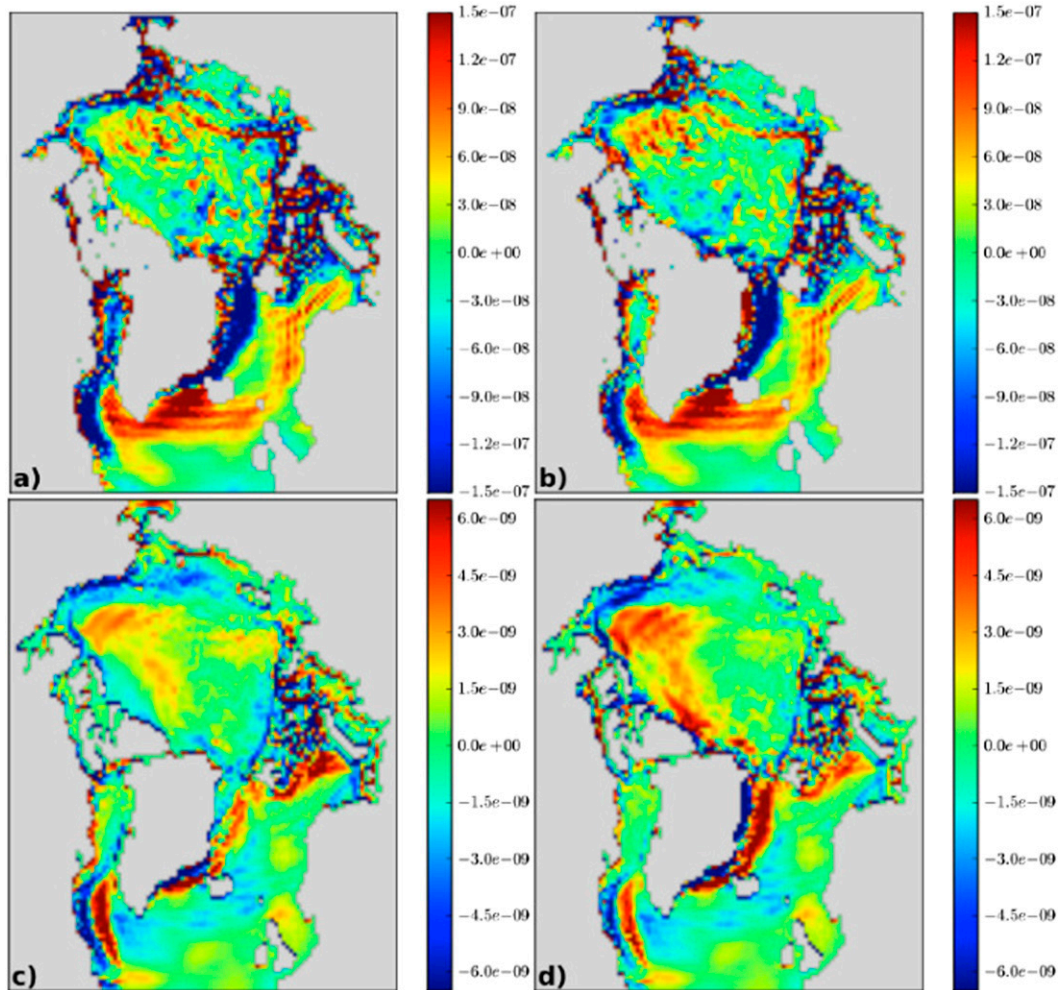 1.5e−07
1.2e−07
9.0e−08
6.0e−08
3.0e−08
0.0e+00
−3.0e−08
−6.0e−08
−9.0e−08
−1.2e−07
−1.5e−07
a)
1.5e−07
1.2e−07
9.0e−08
6.0e−08
3.0e−08
0.0e+00
−3.0e−08
−6.0e−08
−9.0e−08
−1.2e−07
−1.5e−07
b)
6.0e−09
4.5e−09
3.0e−09
1.5e−09
0.0e+00
−1.5e−09
−3.0e−09
−4.5e−09
−6.0e−09
c)
6.0e−09
4.5e−09
3.0e−09
1.5e−09
0.0e+00
−1.5e−09
−3.0e−09
−4.5e−09
−6.0e−09
d)